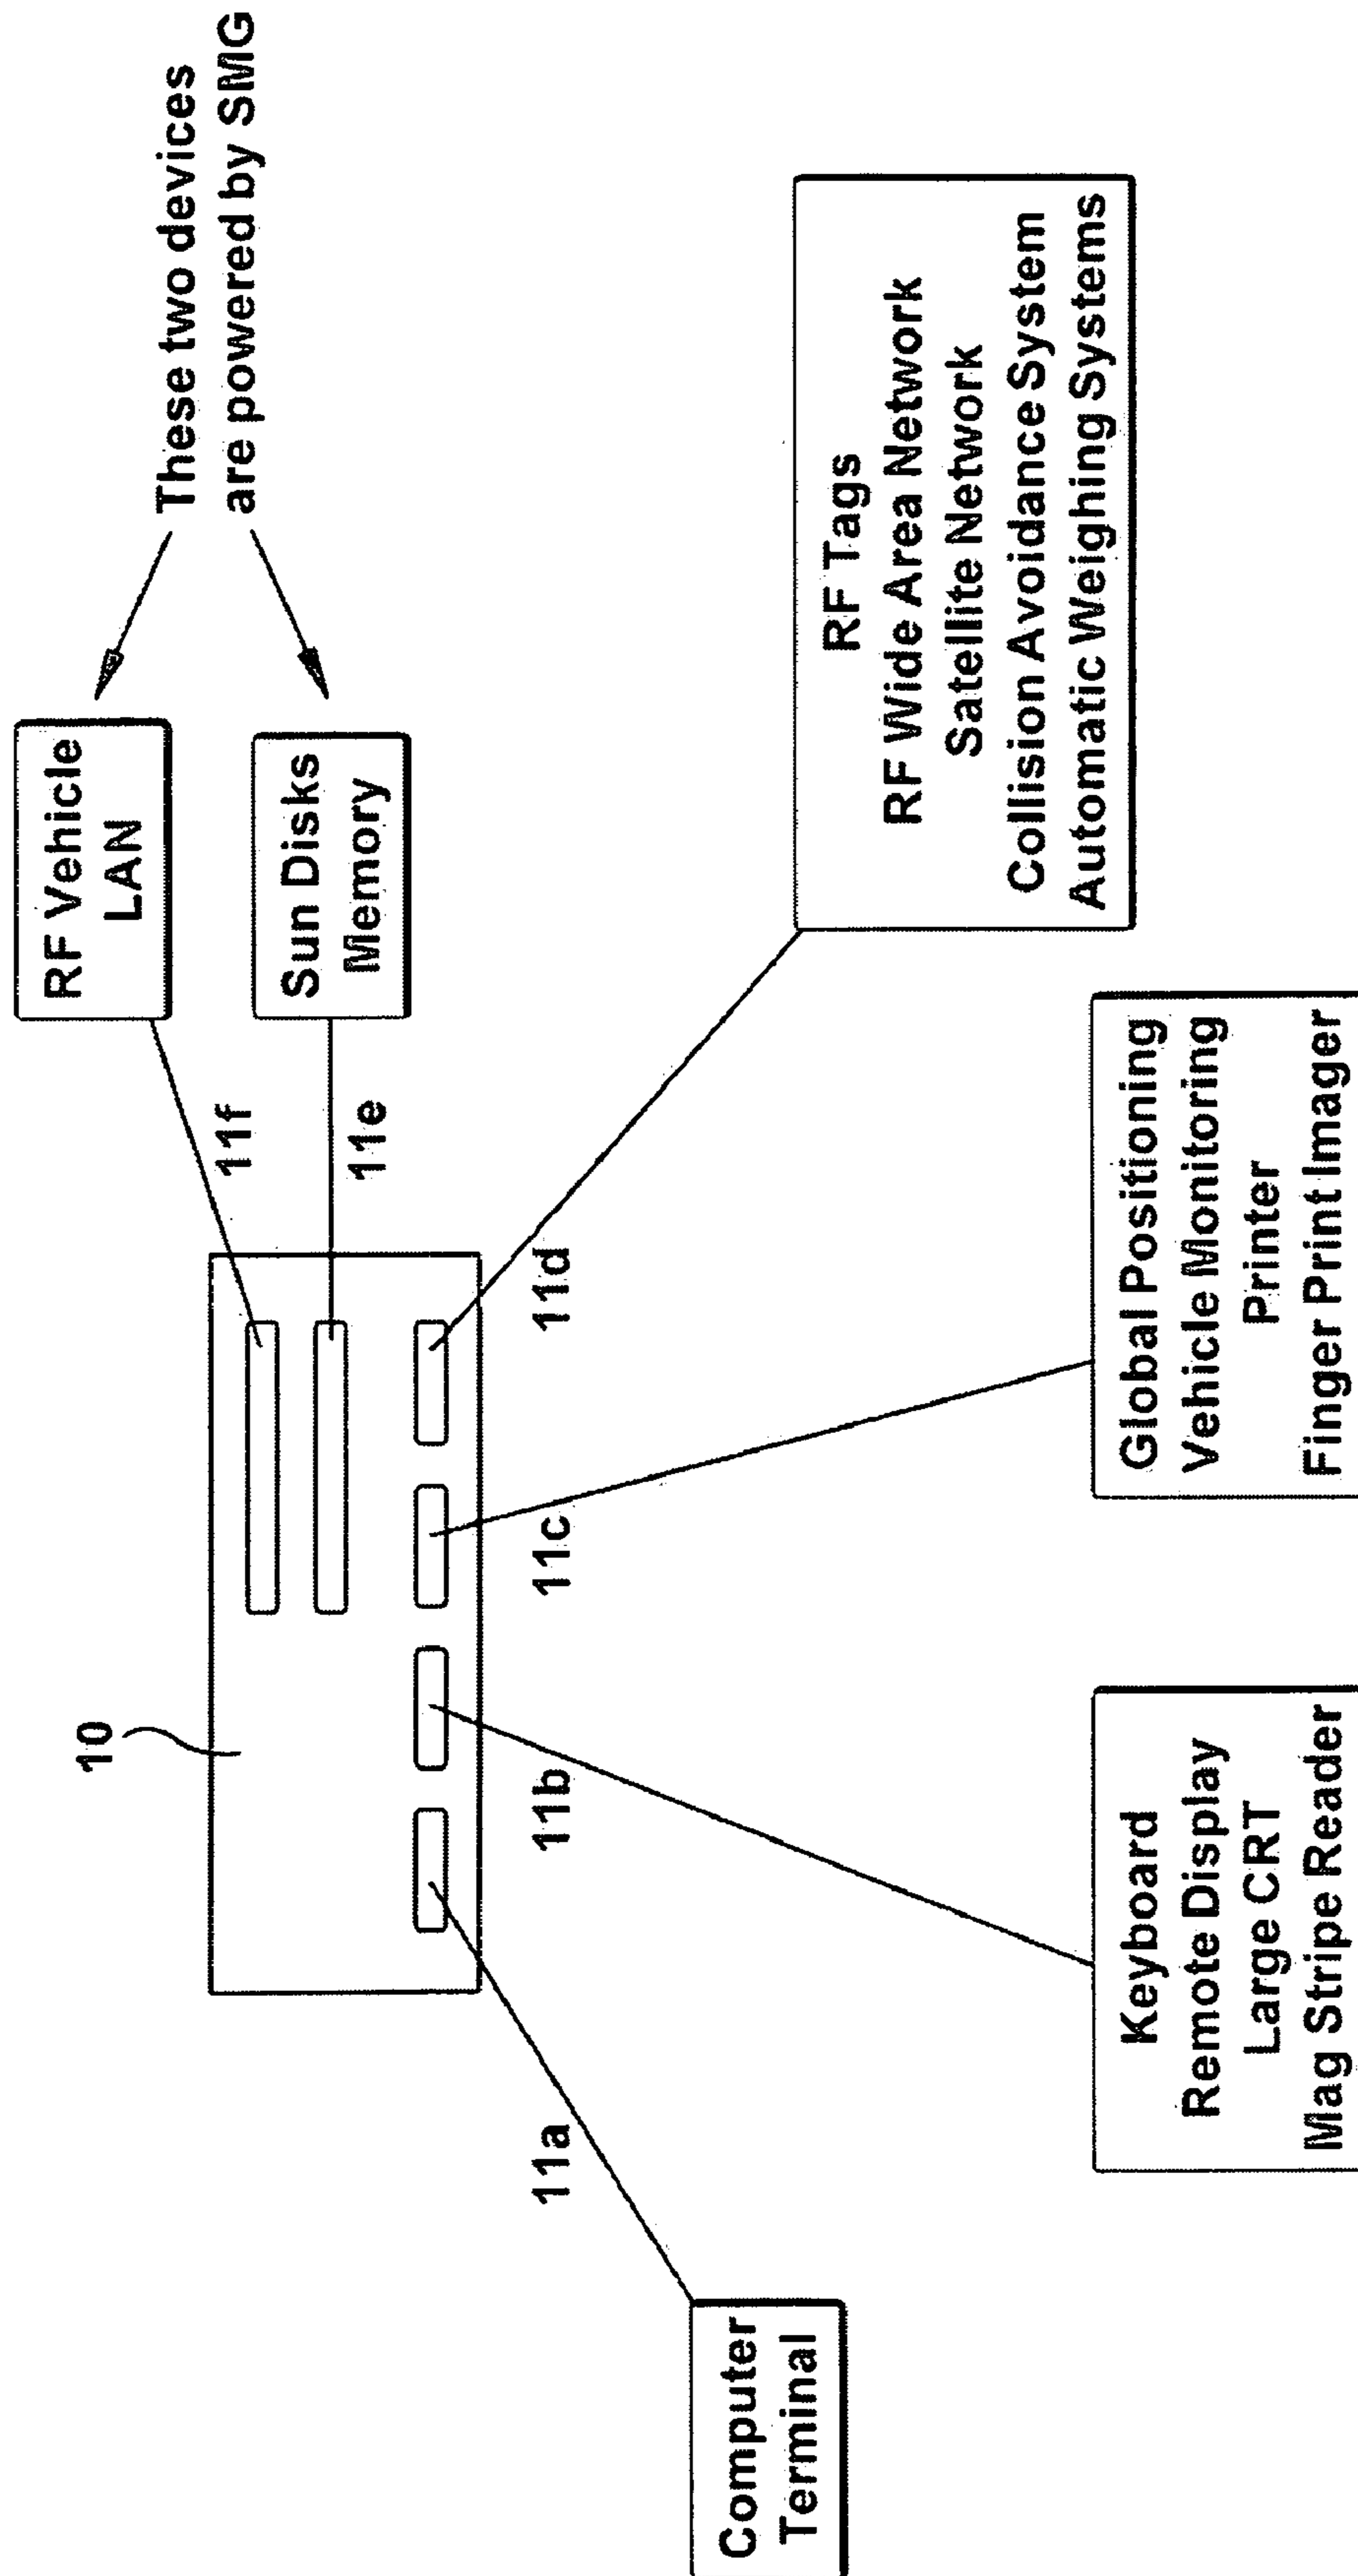 RF Vehicle
LAN
These two devices
are powered by SMG
Sun Disks
Memory
10
11f
11e
11a
11b
11c
11d
Computer
Terminal
Keyboard
Remote Display
Large CRT
Mag Stripe Reader
Global Positioning
Vehicle Monitoring
Printer
Finger Print Imager
RF Tags
RF Wide Area Network
Satellite Network
Collision Avoidance System
Automatic Weighing Systems